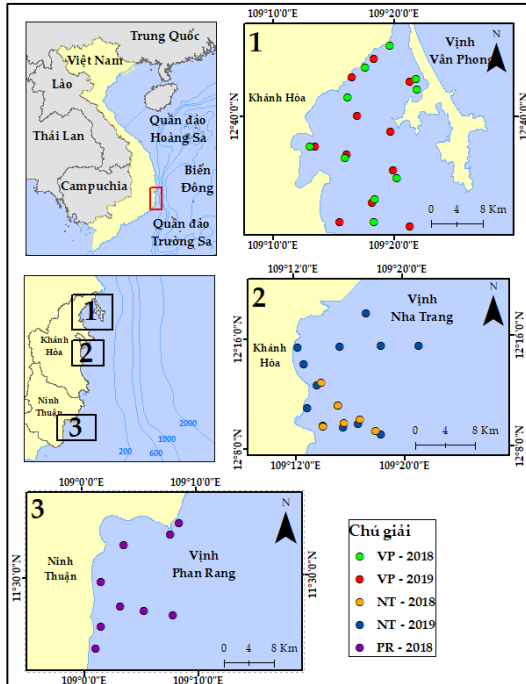 Trung Quốc
Việt Nam
Lào
Quần đảo
Hoàng Sa
Thái Lan
Biển
Đông
Campuchia
Quần đảo
Trường Sa
1
109°10'0"E
109°20'0"E
N
Vịnh
Vân Phong
Khánh Hòa
12°40'0"N
12°40'0"N
0 4 8 Km
109°10'0"E
109°20'0"E
1
Khánh
Hòa
2
Ninh
Thuận
3
200
600
1000
2000
2
109°12'0"E
109°20'0"E
N
Vịnh
Nha Trang
12°16'0"N
12°16'0"N
Khánh
Hòa
0 4 8 Km
12°8'0"N
12°8'0"N
109°12'0"E
109°20'0"E
3
109°0'0"E
109°10'0"E
N
Ninh
Thuận
Vịnh
Phan Rang
11°30'0"N
11°30'0"N
0 4 8 Km
109°0'0"E
109°10'0"E
Chú giải
VP - 2018
VP - 2019
NT - 2018
NT - 2019
PR - 2018